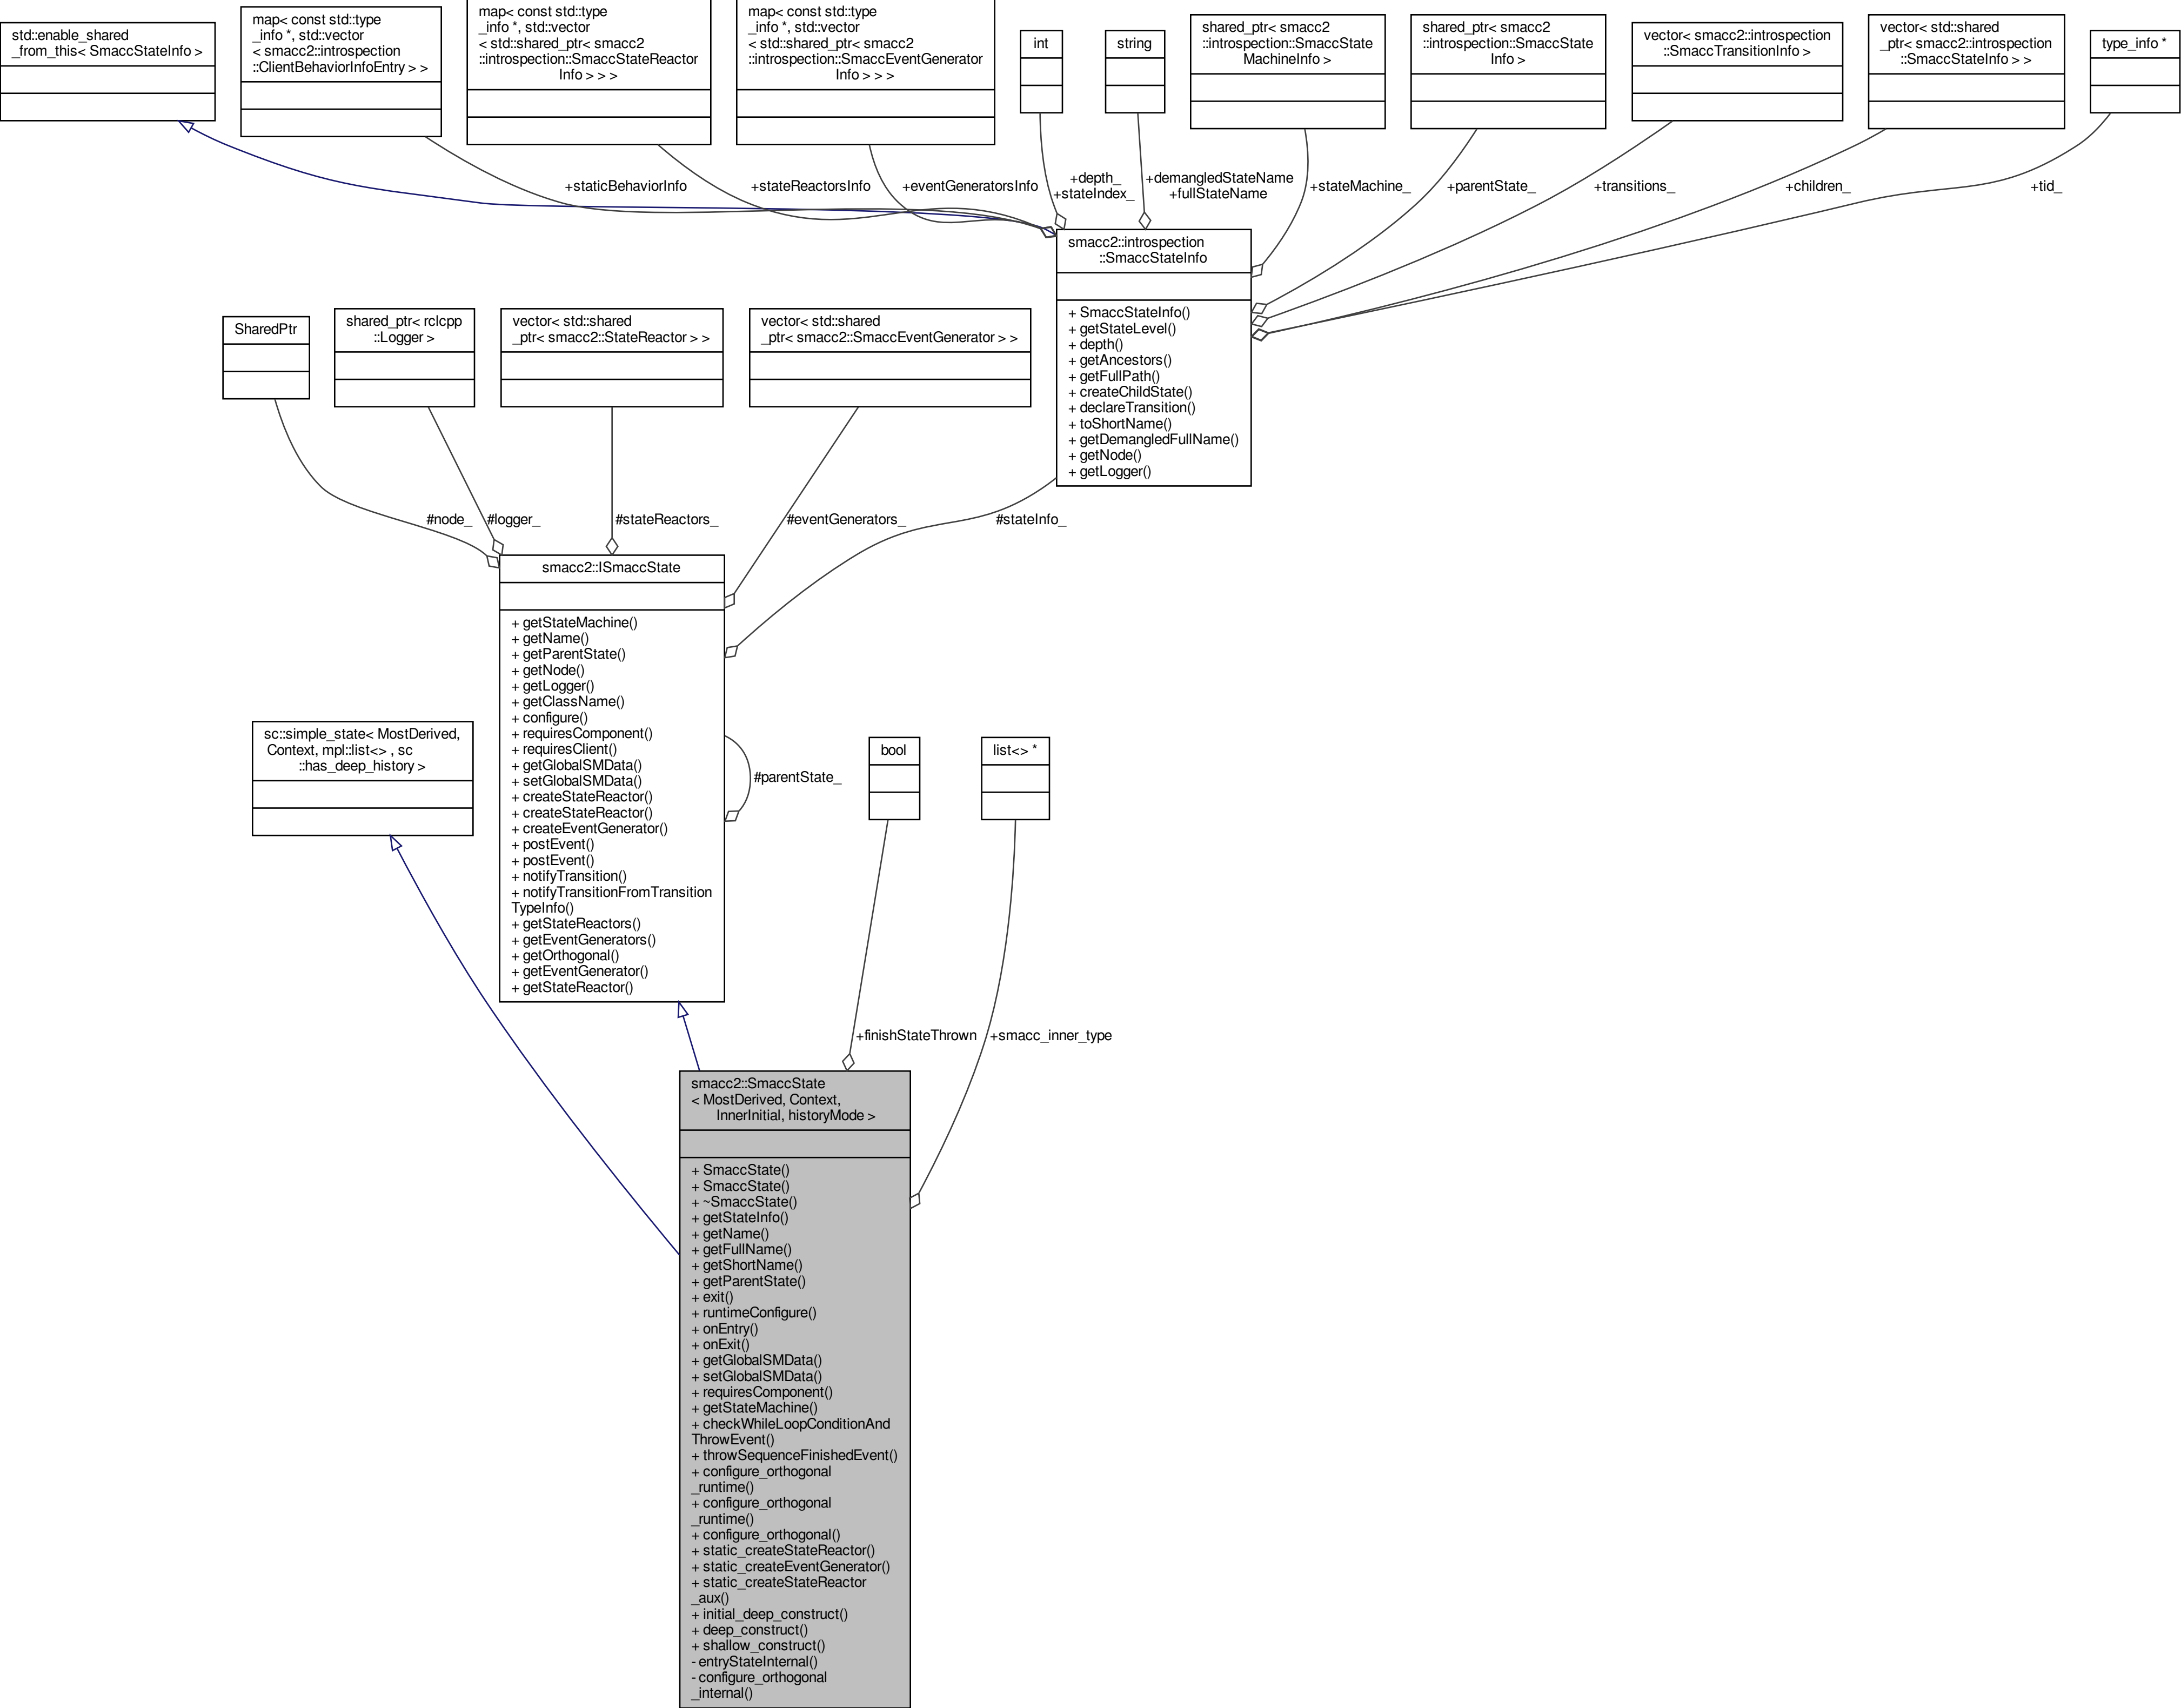 std::enable_shared
_from_this< SmaccStateInfo >
map< const std::type
_info *, std::vector
< smacc2::introspection
::ClientBehaviorInfoEntry > >
map< const std::type
_info *, std::vector
< std::shared_ptr< smacc2
::introspection::SmaccStateReactor
Info > > >
map< const std::type
_info *, std::vector
< std::shared_ptr< smacc2
::introspection::SmaccEventGenerator
Info > > >
int
string
shared_ptr< smacc2
::introspection::SmaccState
MachineInfo >
shared_ptr< smacc2
::introspection::SmaccState
Info >
vector< smacc2::introspection
::SmaccTransitionInfo >
vector< std::shared
_ptr< smacc2::introspection
::SmaccStateInfo > >
type_info *
+staticBehaviorInfo
+stateReactorsInfo
+eventGeneratorsInfo
+depth_
+stateIndex_
+demangledStateName
+fullStateName
+stateMachine_
+parentState_
+transitions_
+children_
+tid_
smacc2::introspection
::SmaccStateInfo
+ SmaccStateInfo()
+ getStateLevel()
+ depth()
+ getAncestors()
+ getFullPath()
+ createChildState()
+ declareTransition()
+ toShortName()
+ getDemangledFullName()
+ getNode()
+ getLogger()
SharedPtr
shared_ptr< rclcpp
::Logger >
vector< std::shared
_ptr< smacc2::StateReactor > >
vector< std::shared
_ptr< smacc2::SmaccEventGenerator > >
#node_
#logger_
#stateReactors_
#eventGenerators_
#stateInfo_
smacc2::ISmaccState
+ getStateMachine()
+ getName()
+ getParentState()
+ getNode()
+ getLogger()
+ getClassName()
+ configure()
+ requiresComponent()
+ requiresClient()
+ getGlobalSMData()
+ setGlobalSMData()
+ createStateReactor()
+ createStateReactor()
+ createEventGenerator()
+ postEvent()
+ postEvent()
+ notifyTransition()
+ notifyTransitionFromTransition
TypeInfo()
+ getStateReactors()
+ getEventGenerators()
+ getOrthogonal()
+ getEventGenerator()
+ getStateReactor()
#parentState_
sc::simple_state< MostDerived,
Context, mpl::list<> , sc
::has_deep_history >
bool
list<> *
+finishStateThrown
+smacc_inner_type
smacc2::SmaccState
< MostDerived, Context,
InnerInitial, historyMode >
+ SmaccState()
+ SmaccState()
+ ~SmaccState()
+ getStateInfo()
+ getName()
+ getFullName()
+ getShortName()
+ getParentState()
+ exit()
+ runtimeConfigure()
+ onEntry()
+ onExit()
+ getGlobalSMData()
+ setGlobalSMData()
+ requiresComponent()
+ getStateMachine()
+ checkWhileLoopConditionAnd
ThrowEvent()
+ throwSequenceFinishedEvent()
+ configure_orthogonal
_runtime()
+ configure_orthogonal
_runtime()
+ configure_orthogonal()
+ static_createStateReactor()
+ static_createEventGenerator()
+ static_createStateReactor
_aux()
+ initial_deep_construct()
+ deep_construct()
+ shallow_construct()
- entryStateInternal()
- configure_orthogonal
_internal()